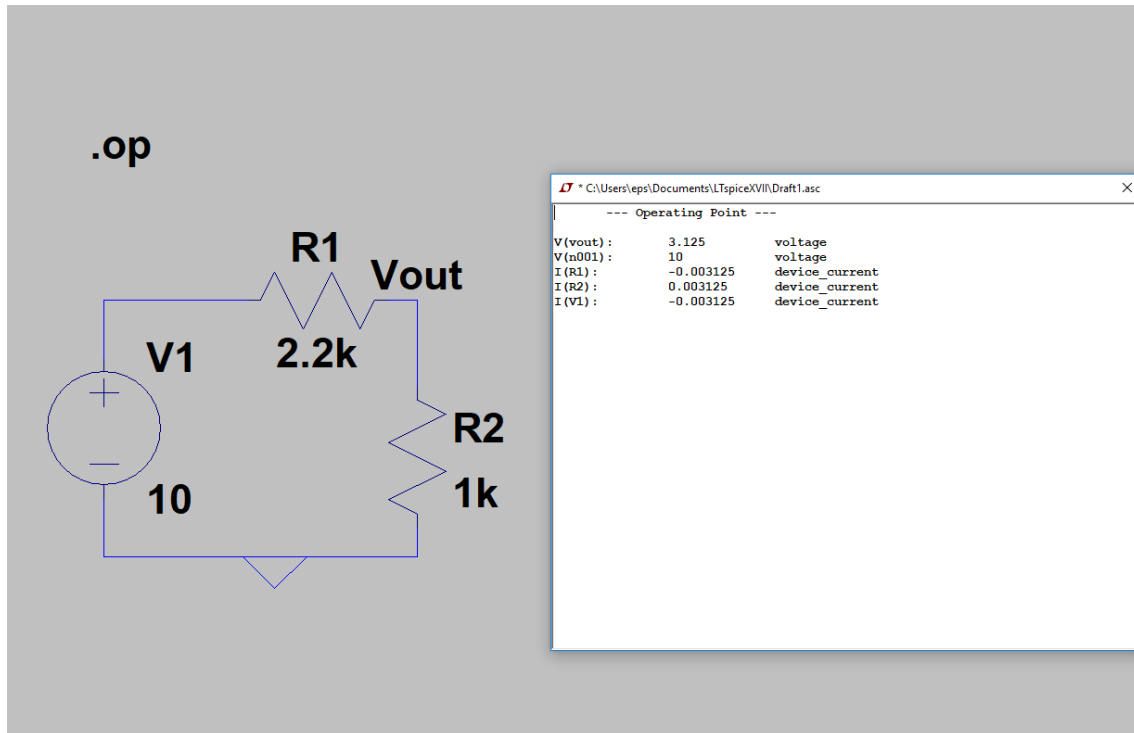 .op
R1
Vout
2.2k
V1
10
R2
1k
* C:\Users\eps\Documents\LTspiceXVII\Draft1.asc
--- Operating Point ---
V(vout): 3.125 voltage
V(n001): 10 voltage
I(R1): -0.003125 device_current
I(R2): 0.003125 device_current
I(V1): -0.003125 device_current